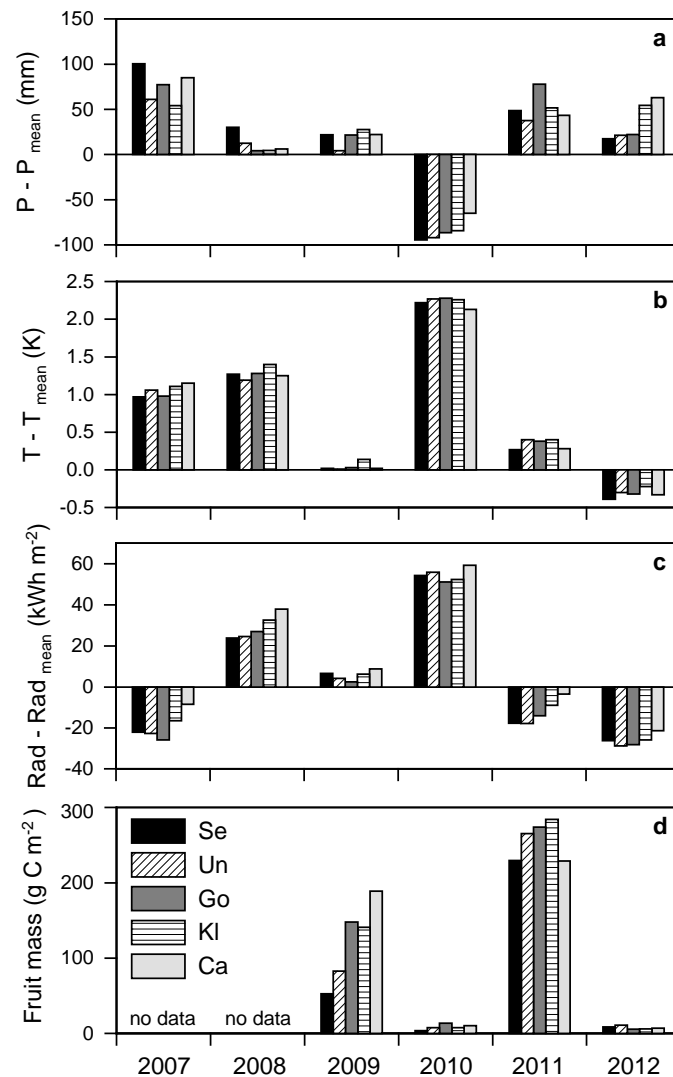 a
P - P mean (mm)
150
100
50
0
-50
-100
b
T - T mean (K)
2.5
2.0
1.5
1.0
0.5
0.0
-0.5
c
Rad - Rad mean (kWh m-2)
60
40
20
0
-20
-40
d
Fruit mass (g C m-2)
300
200
100
0
Se
Un
Go
Kl
Ca
no data no data
2007 2008 2009 2010 2011 2012